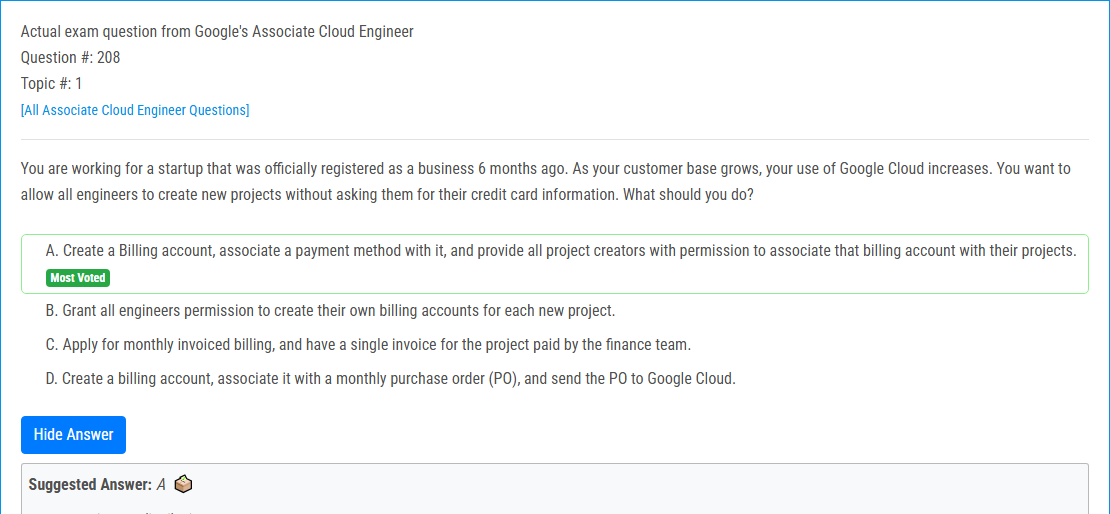 Actual exam question from Google's Associate Cloud Engineer
Question #: 208
Topic #: 1
[All Associate Cloud Engineer Questions]
You are working for a startup that was officially registered as a business 6 months ago. As your customer base grows, your use of Google Cloud increases. You want to
allow all engineers to create new projects without asking them for their credit card information. What should you do?
A. Create a Billing account, associate a payment method with it, and provide all project creators with permission to associate that billing account with their projects.
Most Voted
B. Grant all engineers permission to create their own billing accounts for each new project.
C. Apply for monthly invoiced billing, and have a single invoice for the project paid by the finance team.
D. Create a billing account, associate it with a monthly purchase order (PO), and send the PO to Google Cloud.
Hide Answer
Suggested Answer: A